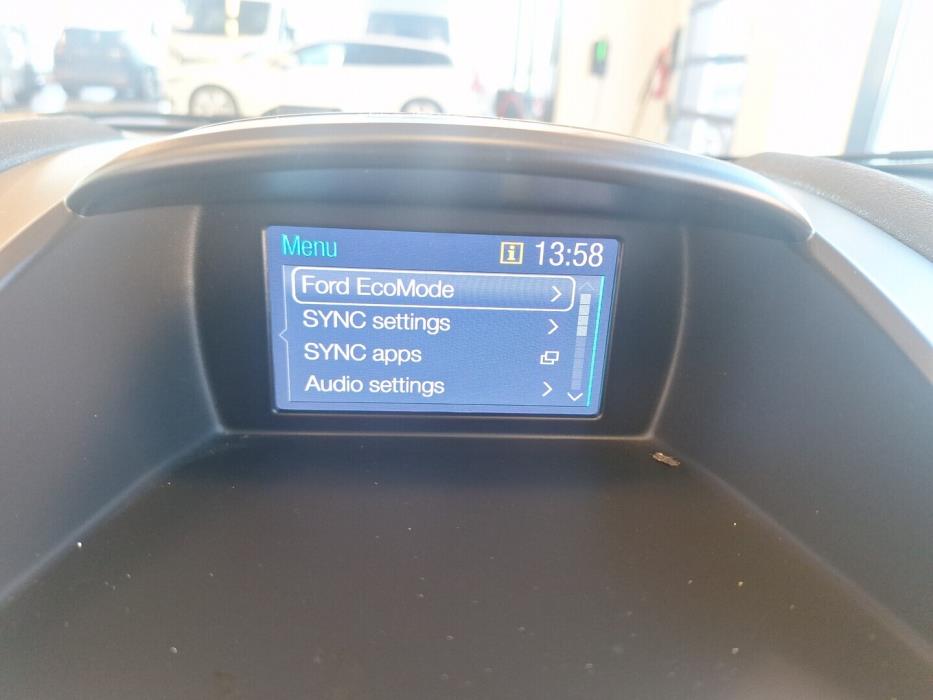 Menu i 13:58
Ford EcoMode
SYNC settings
SYNC apps
Audio settings